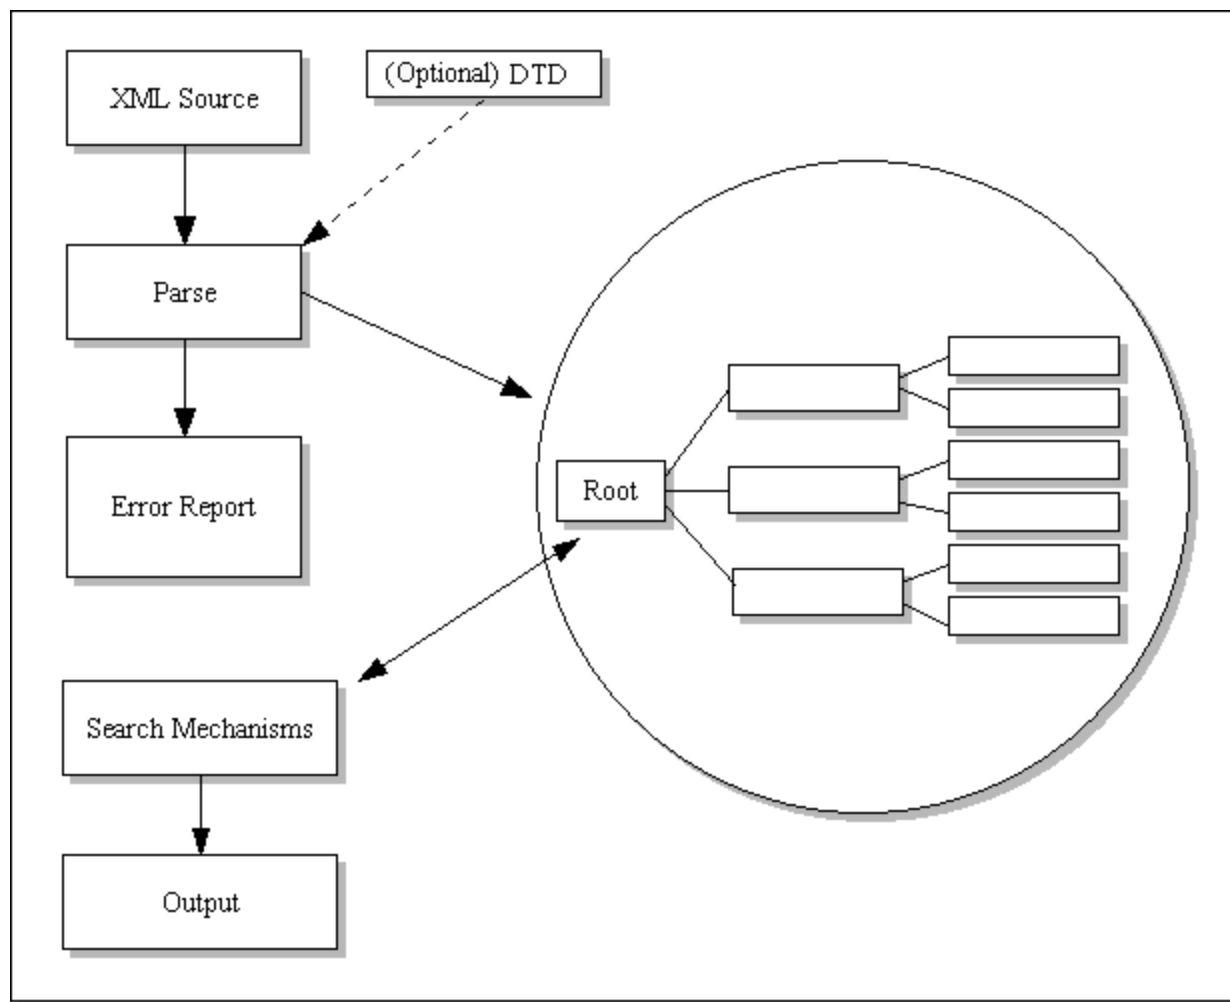 XML Source
(Optional) DTD
Parse
Error Report
Root
Search Mechanisms
Output